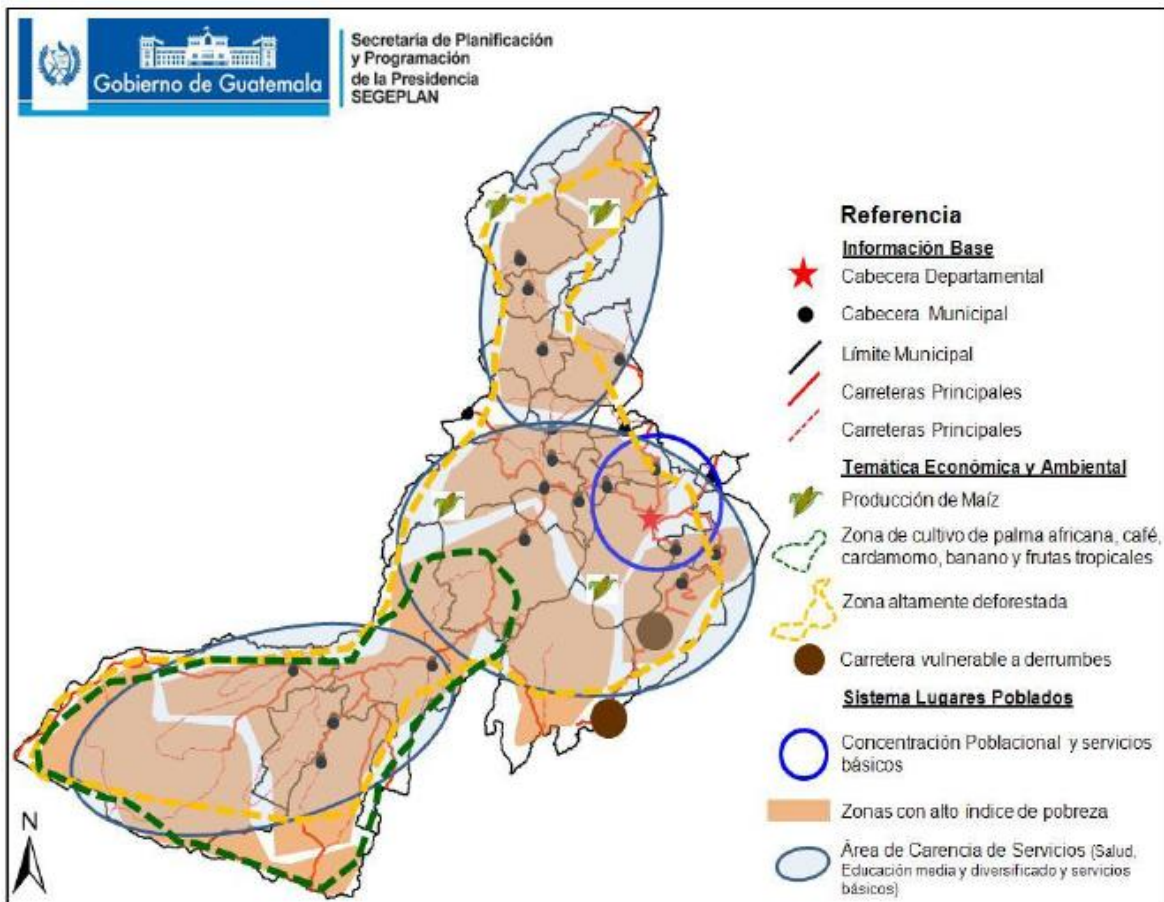 Gobierno de Guatemala
Secretaría de Planificación
y Programación
de la Presidencia
SEGEPLAN
Referencia
Información Base
Cabecera Departamental
Cabecera Municipal
Límite Municipal
Carreteras Principales
Carreteras Principales
Temática Económica y Ambiental
Producción de Maíz
Zona de cultivo de palma africana, café,
cardamomo, banano y frutas tropicales
Zona altamente deforestada
Carretera vulnerable a derrumbes
Sistema Lugares Poblados
Concentración Poblacional y servicios
básicos
Zonas con alto índice de pobreza
Área de Carencia de Servicios (Salud,
Educación media y diversificado y servicios
básicos)
N